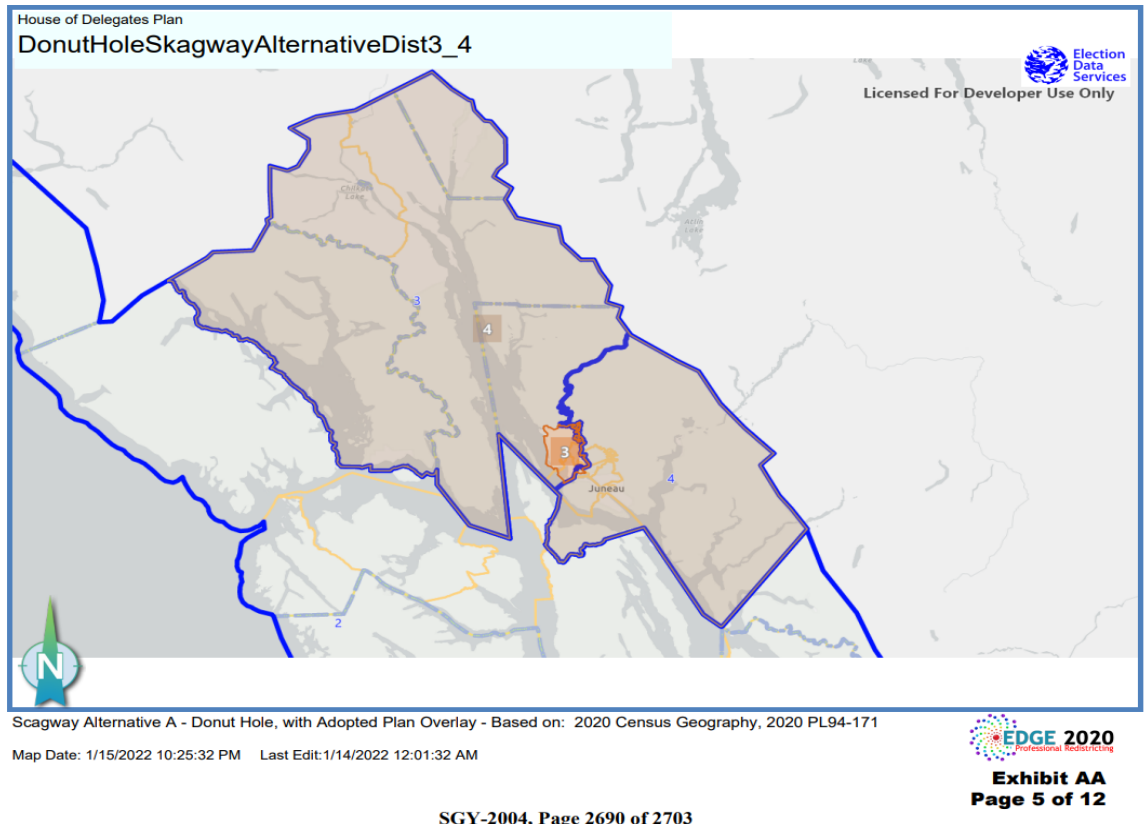 House of Delegates Plan
DonutHoleSkagwayAlternativeDist3_4
Election
Data
Services
Licensed For Developer Use Only
Lake
Chilkat
Lake
Atlin
Lake
3
4
3
Juneau
4
2
N
Scagway Alternative A - Donut Hole, with Adopted Plan Overlay - Based on: 2020 Census Geography, 2020 PL94-171
Map Date: 1/15/2022 10:25:32 PM Last Edit:1/14/2022 12:01:32 AM
EDGE 2020
Professional Redistricting
Exhibit AA
Page 5 of 12
SGY-2004, Page 2690 of 2703